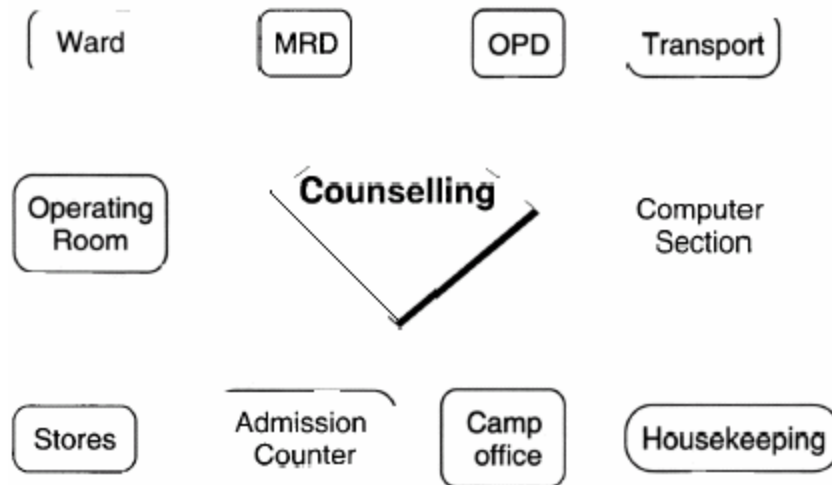 Ward
MRD
OPD
Transport
Operating
Room
Counselling
Computer
Section
Stores
Admission
Counter
Camp
office
Housekeeping